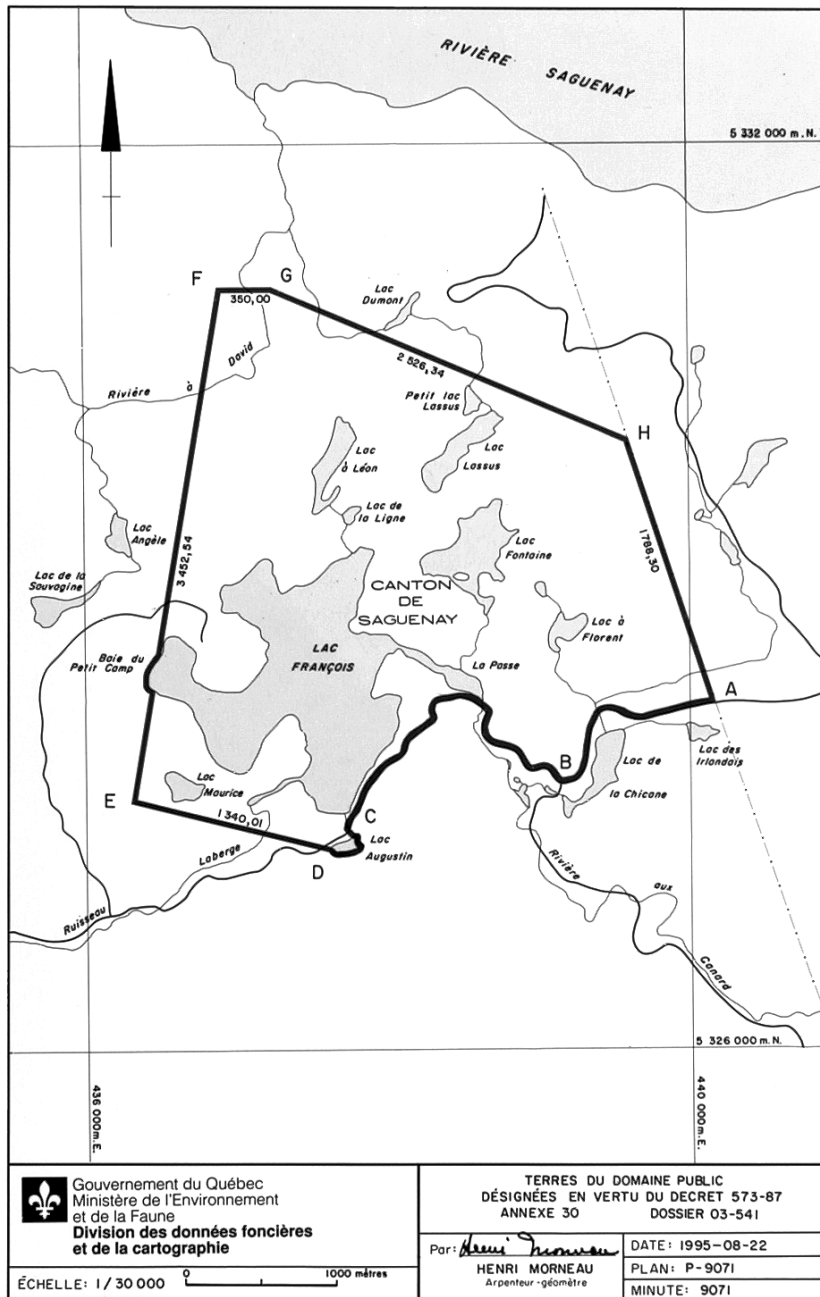 RIVIÈRE SAGUENAY
5 332 000 m. N.
F
G
350,00
Lac
Dumont
2 526,34
Rivière à David
Petit lac
Lassus
H
Lac
Lassus
Lac
à Léon
Lac de
la Ligne
Lac
Angèle
3 452,54
Lac
Fontaine
1788,30
Lac de la
Sauvagine
CANTON
DE
SAGUENAY
Lac à
Florent
LAC
FRANÇOIS
Baie du
Petit Camp
La Passe
A
B
Lac des
Irlandais
Lac de
la Chicane
Lac
Maurice
E
1 340,01
C
Lac
Augustin
D
Ruisseau Laberge
Rivière aux Canard
5 326 000 m. N.
436 000m.E.
440 000m.E.
Gouvernement du Québec
Ministère de l'Environnement
et de la Faune
Division des données foncières
et de la cartographie
ÉCHELLE: 1 / 30 000
0 1000 mètres
TERRES DU DOMAINE PUBLIC
DÉSIGNÉES EN VERTU DU DECRET 573-87
ANNEXE 30 DOSSIER 03-541
Par: Henri Morneau
HENRI MORNEAU
Arpenteur-géomètre
DATE: 1995-08-22
PLAN: P-9071
MINUTE: 9071